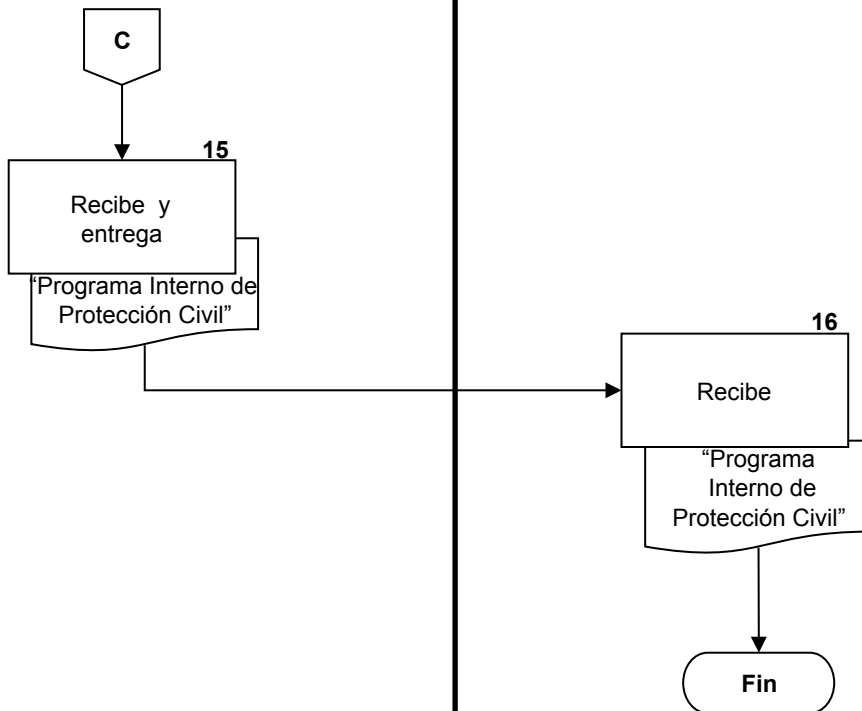 C
15
Recibe y
entrega
“Programa Interno de
Protección Civil”
16
Recibe
“Programa
Interno de
Protección Civil”
Fin